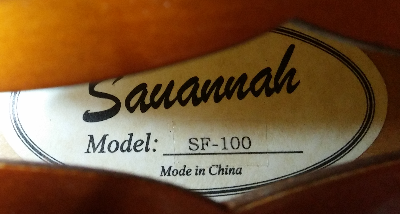 Savannah
Model: SF-100
Made in China